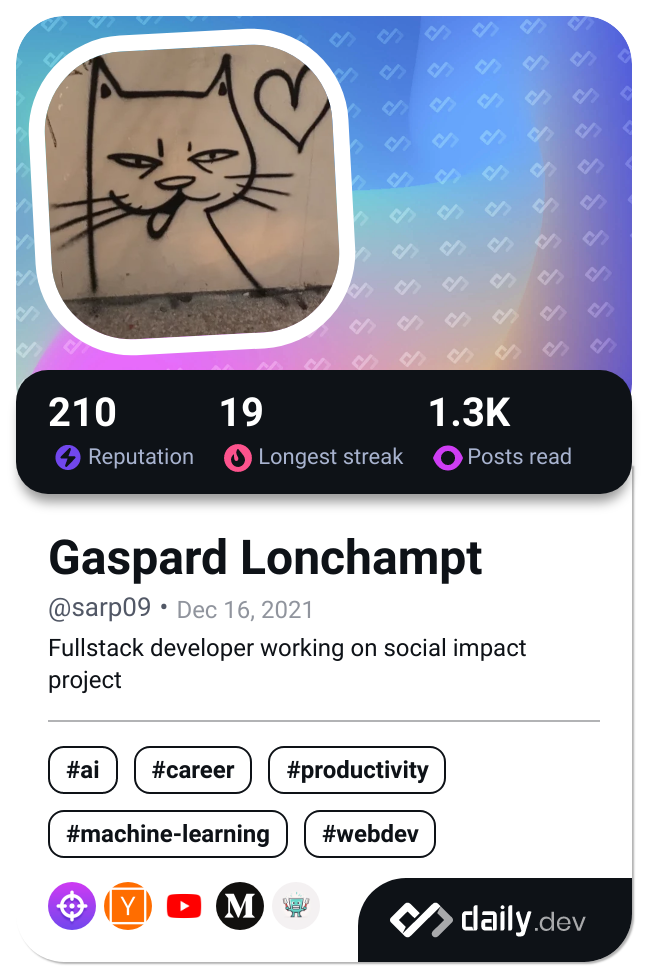 210 19 1.3K
Reputation Longest streak Posts read
Gaspard Lonchampt
@sarp09 • Dec 16, 2021
Fullstack developer working on social impact
project
#ai #career #productivity
#machine-learning #webdev
Y M
daily.dev